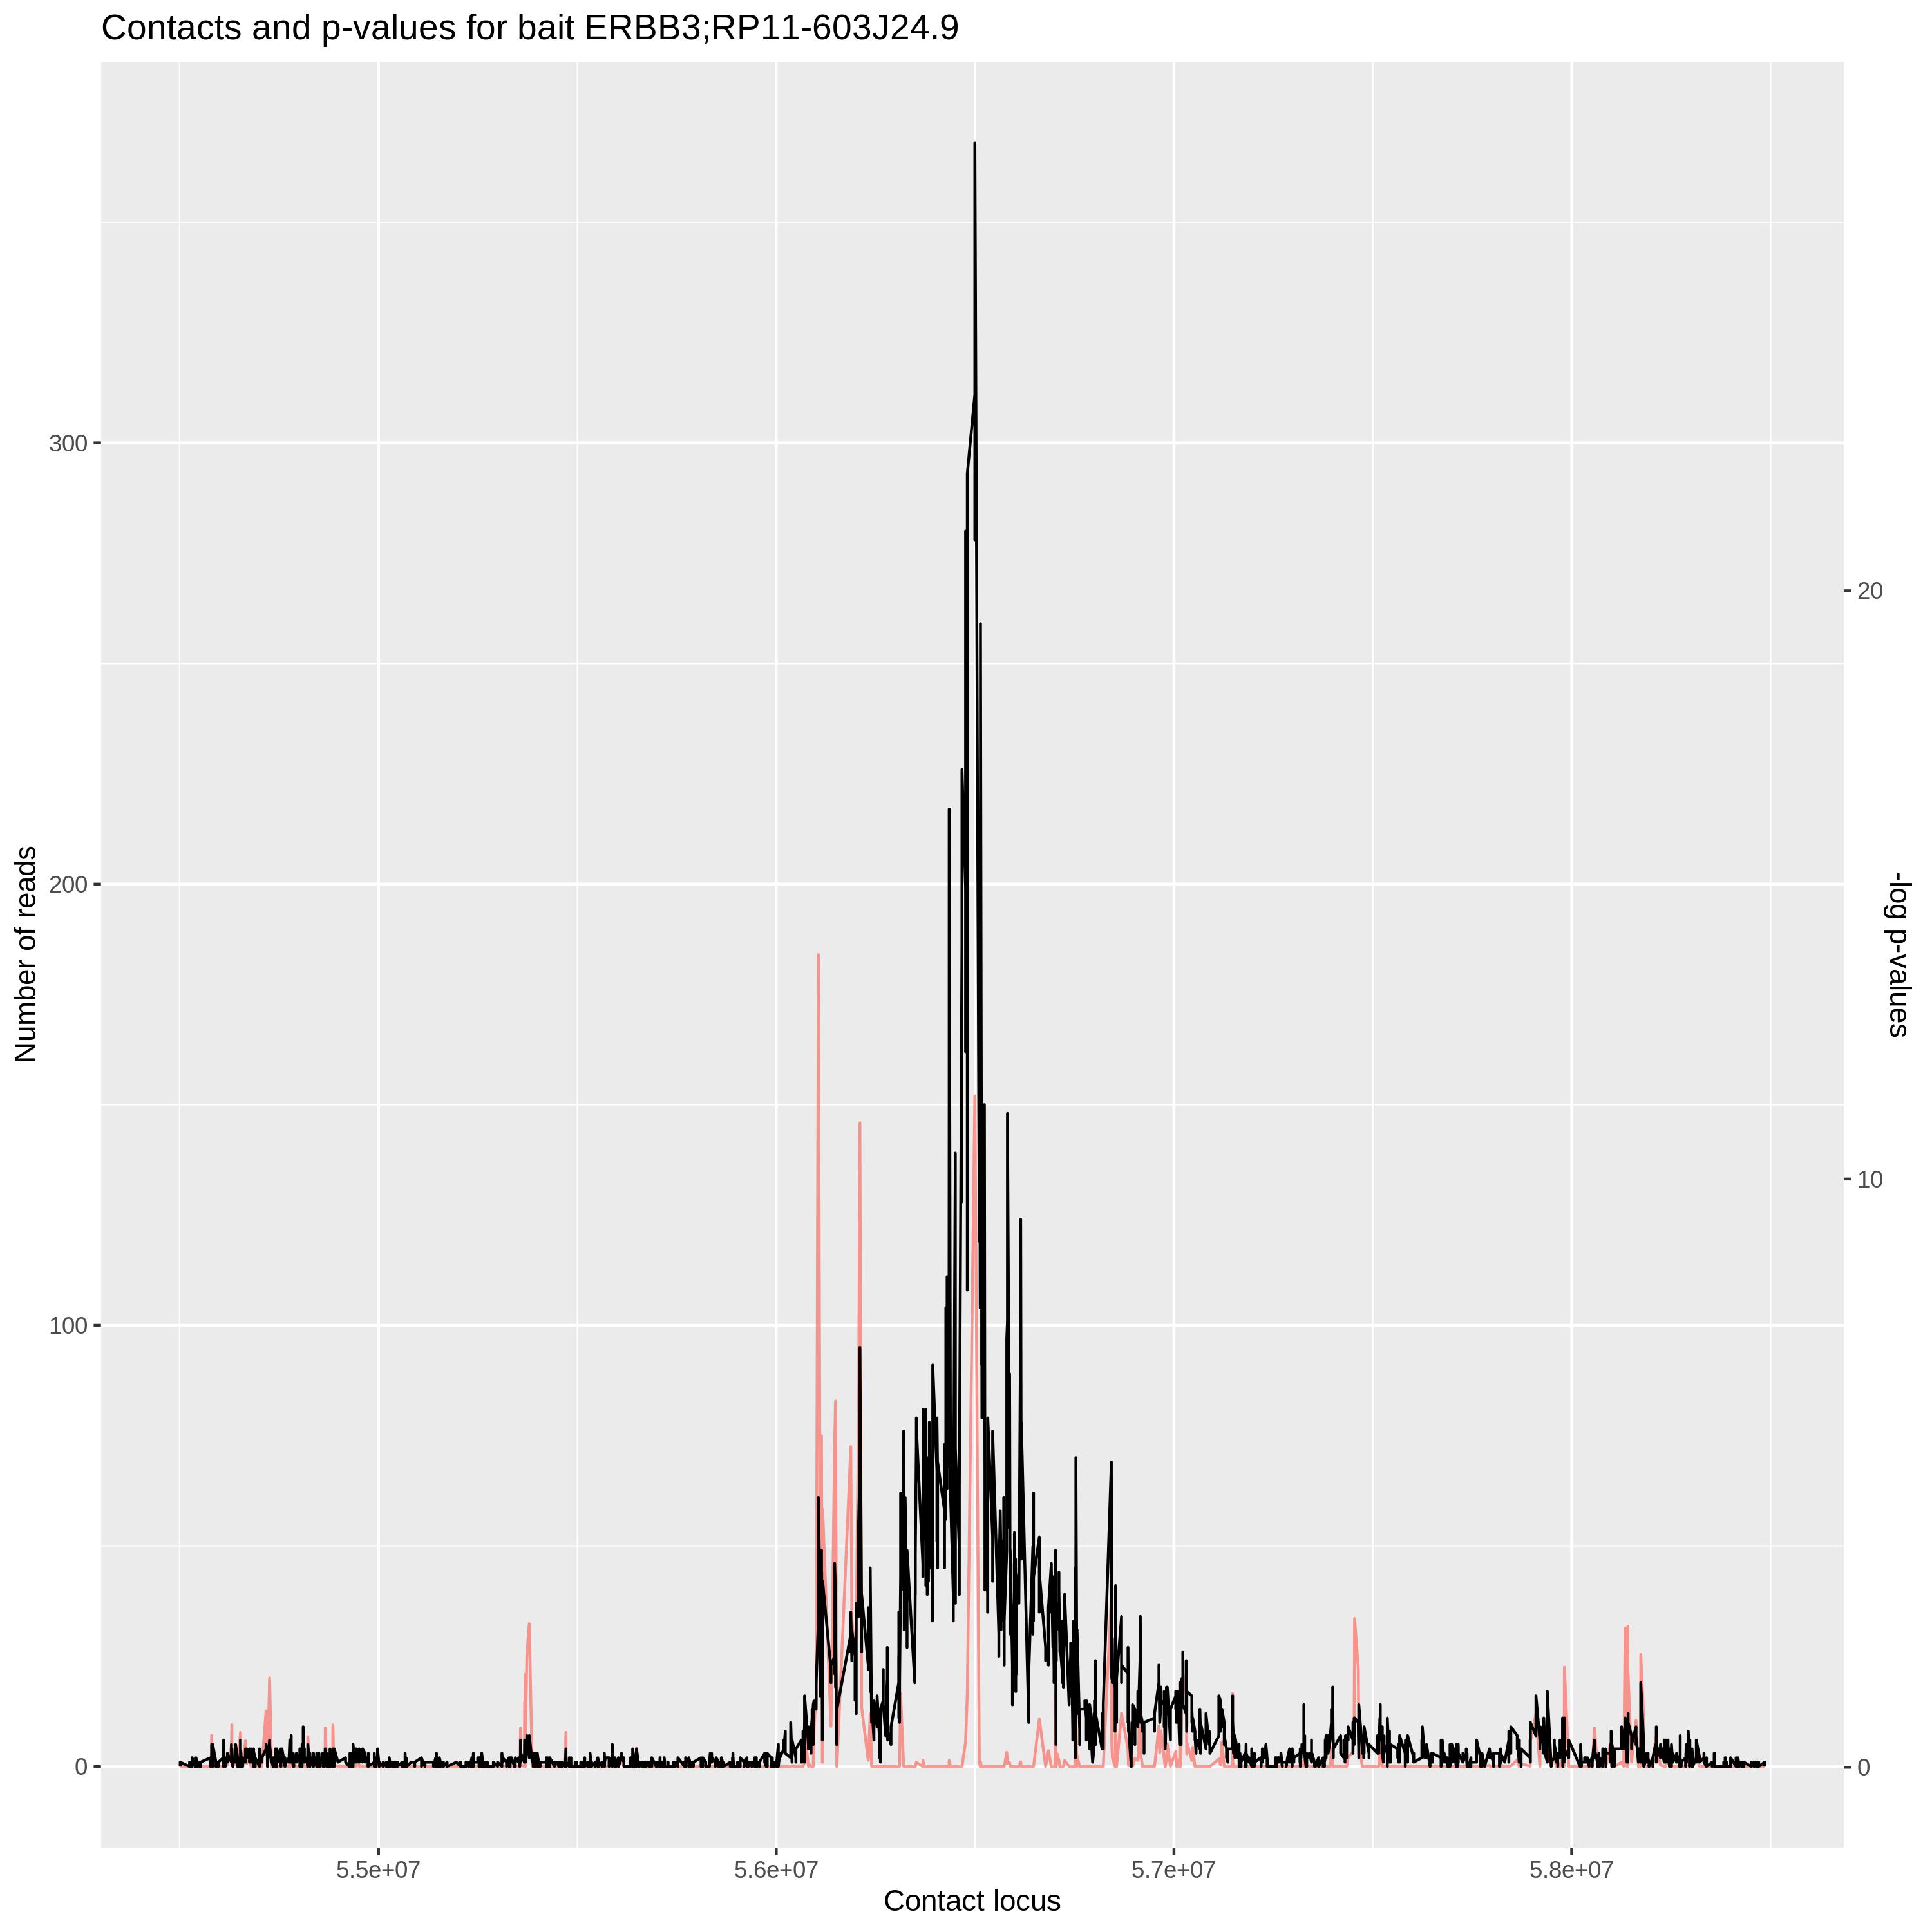 Contacts and p-values for bait ERBB3;RP11-603J24.9
300
200
100
0
Number of reads
20
10
0
-log p-values
5.5e+07
5.6e+07
5.7e+07
5.8e+07
Contact locus